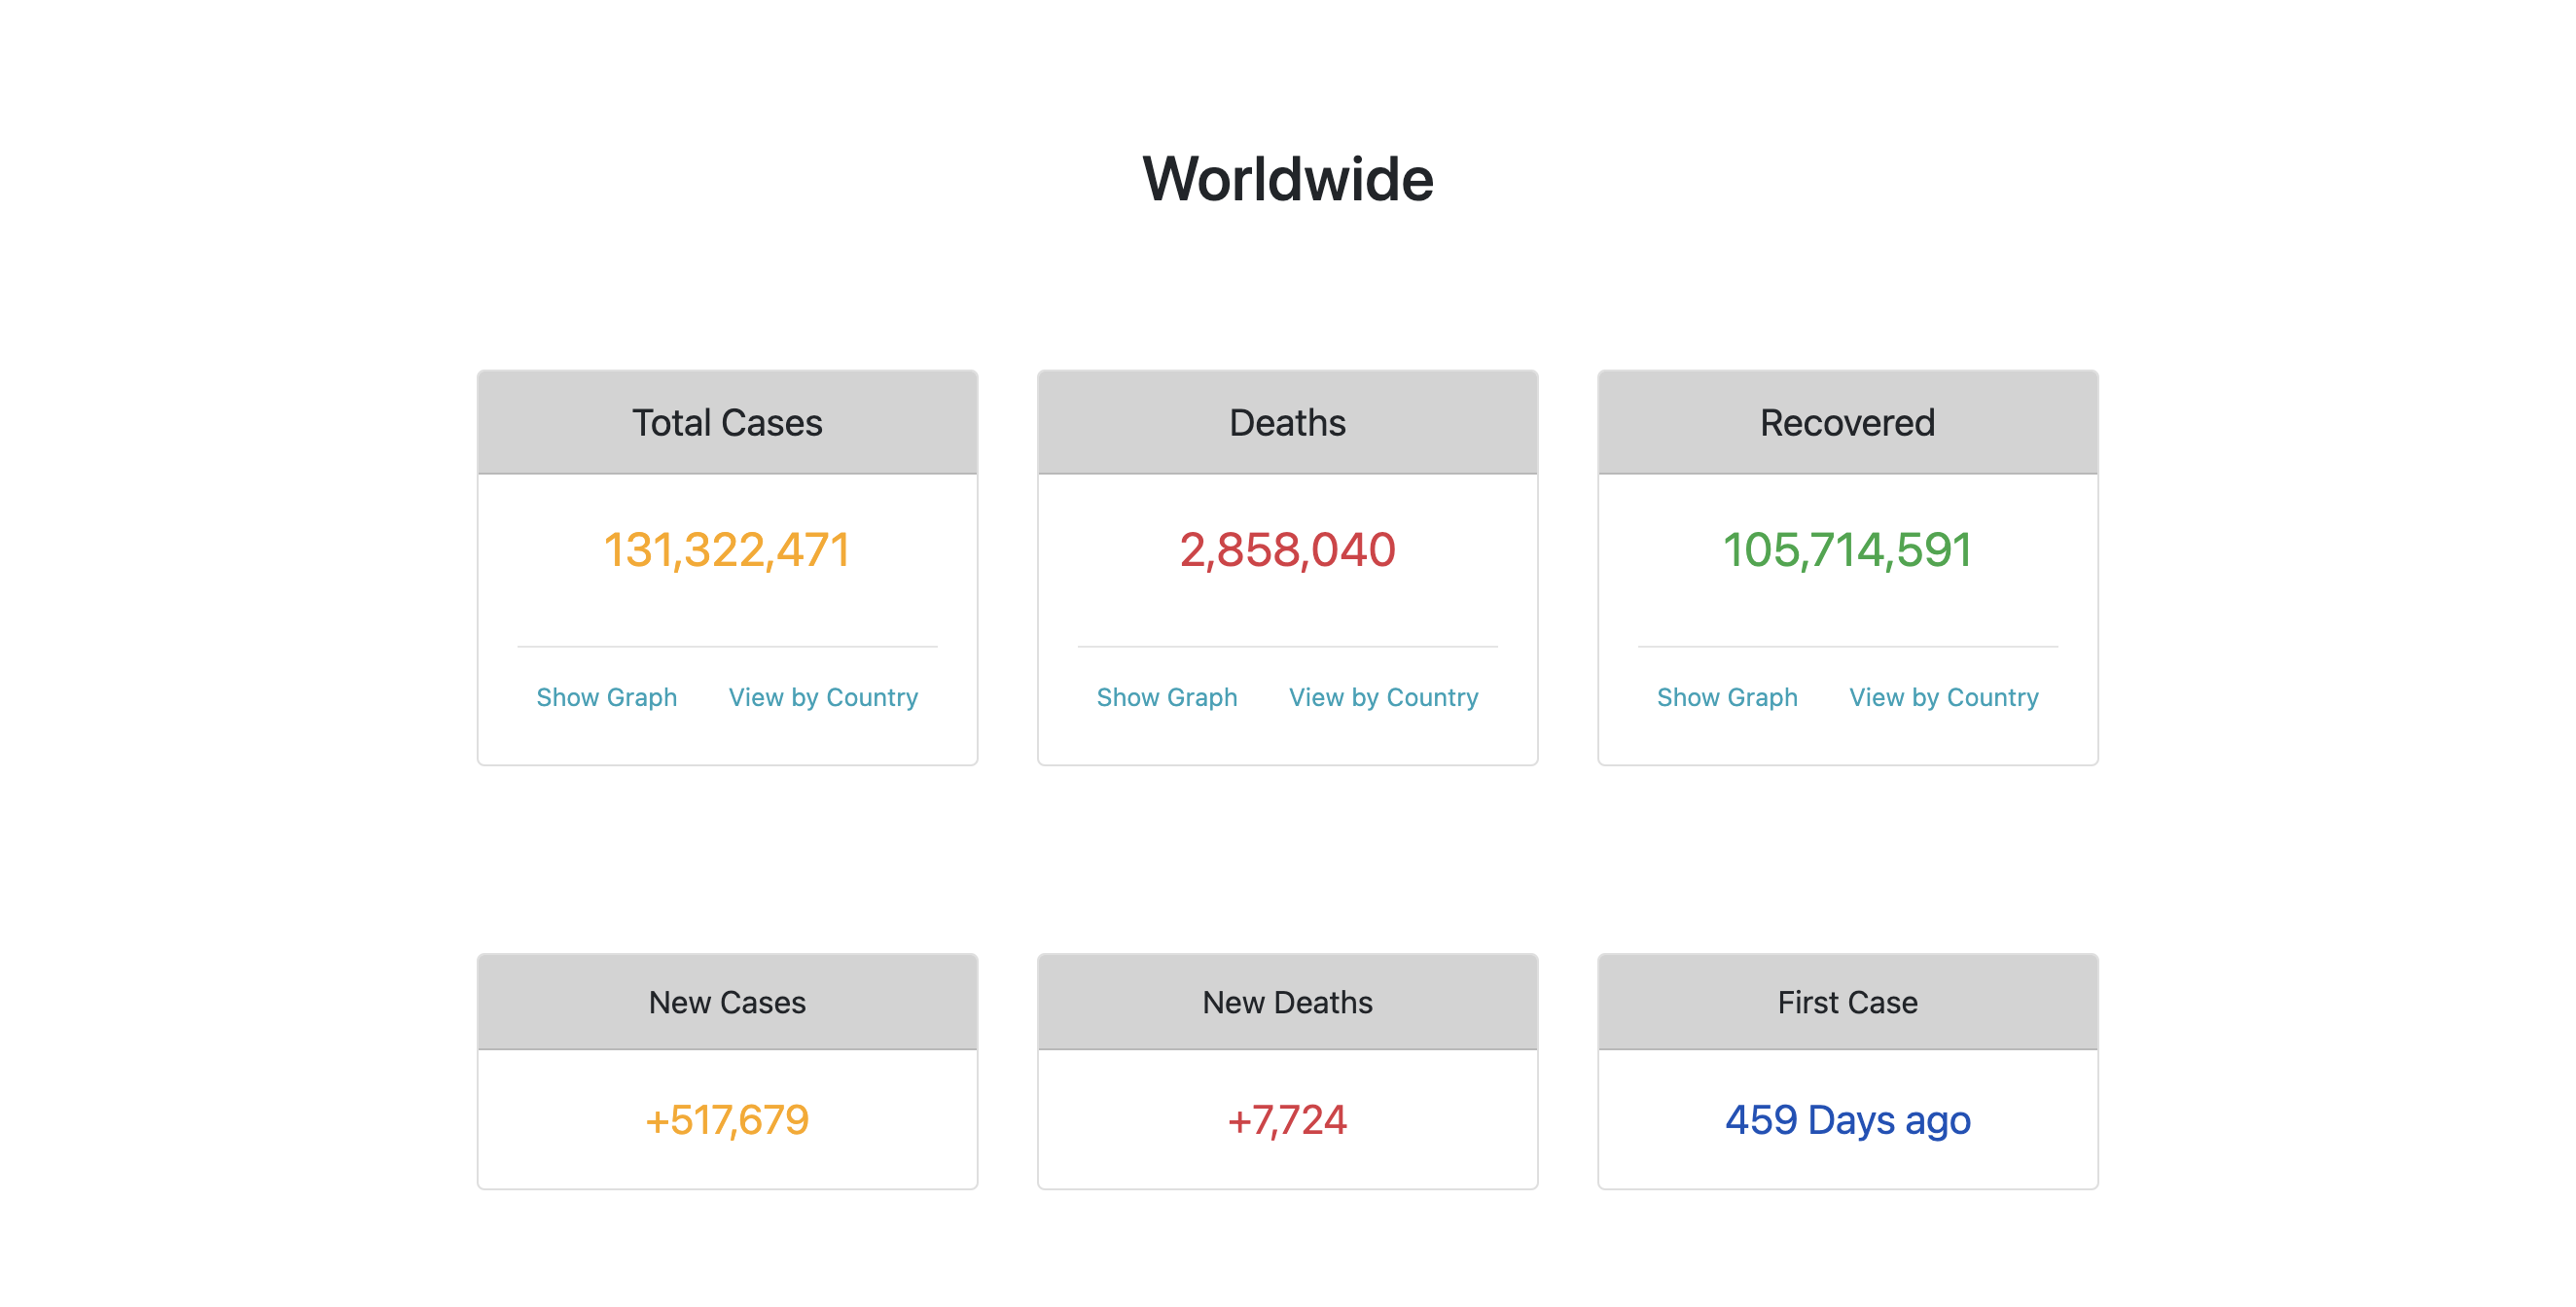 Worldwide
Total Cases
131,322,471
Show Graph View by Country
Deaths
2,858,040
Show Graph View by Country
Recovered
105,714,591
Show Graph View by Country
New Cases
+517,679
New Deaths
+7,724
First Case
459 Days ago